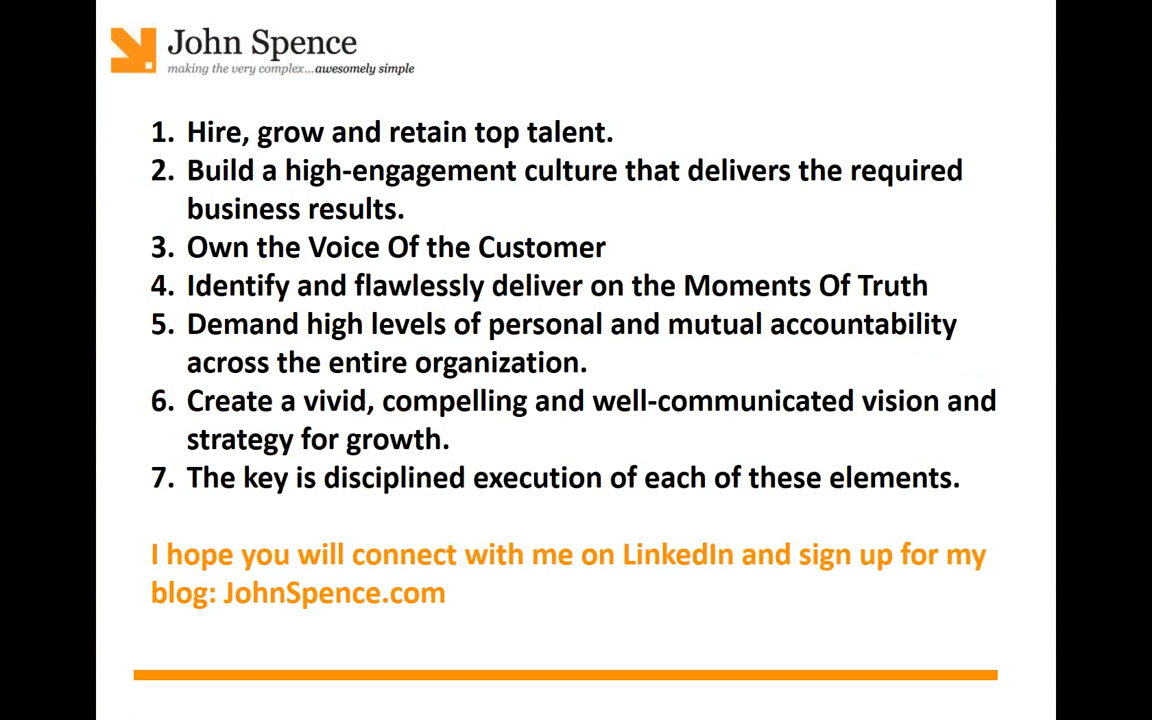 John Spence
making the very complex...awesomely simple
1. Hire, grow and retain top talent.
2. Build a high-engagement culture that delivers the required
business results.
3. Own the Voice Of the Customer
4. Identify and flawlessly deliver on the Moments Of Truth
5. Demand high levels of personal and mutual accountability
across the entire organization.
6. Create a vivid, compelling and well-communicated vision and
strategy for growth.
7. The key is disciplined execution of each of these elements.
I hope you will connect with me on LinkedIn and sign up for my
blog: JohnSpence.com